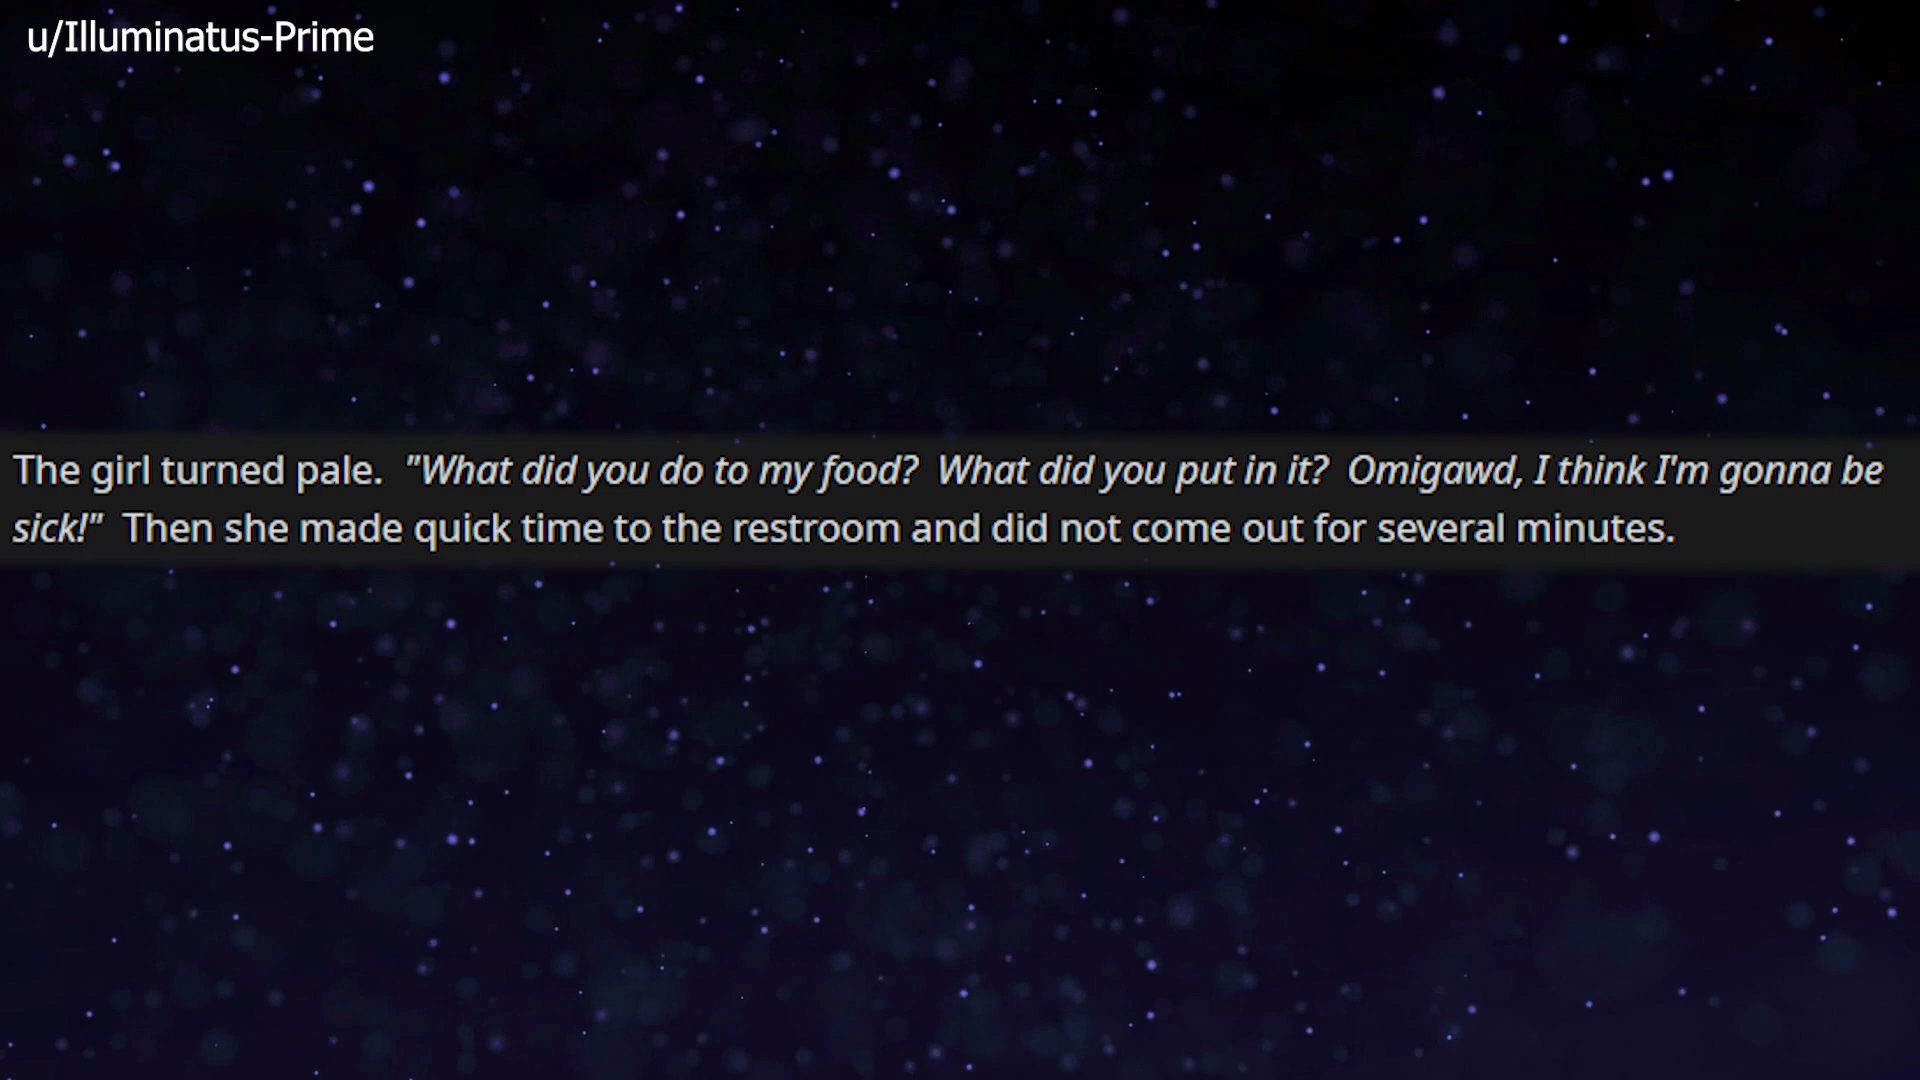 u/Illuminatus-Prime
The girl turned pale.  "What did you do to my food?  What did you put in it?  Omigawd, I think I'm gonna be
sick!"  Then she made quick time to the restroom and did not come out for several minutes.